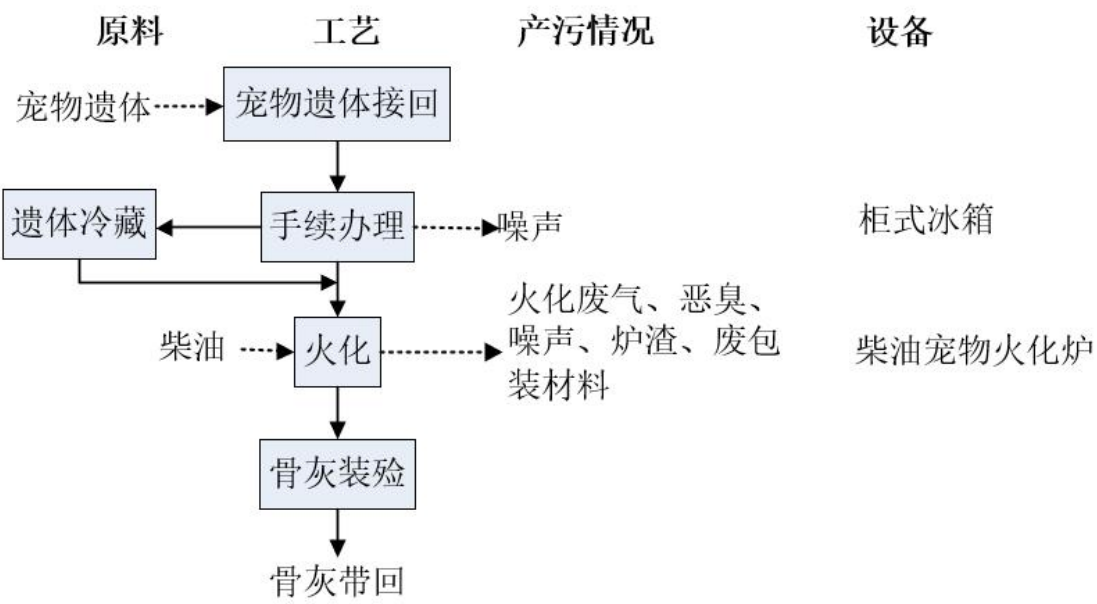 原料 工艺 产污情况 设备
宠物遗体 宠物遗体接回
遗体冷藏 手续办理 噪声 柜式冰箱
火化废气、恶臭、
柴油 火化 噪声、炉渣、废包 柴油宠物火化炉
装材料
骨灰装殓
骨灰带回